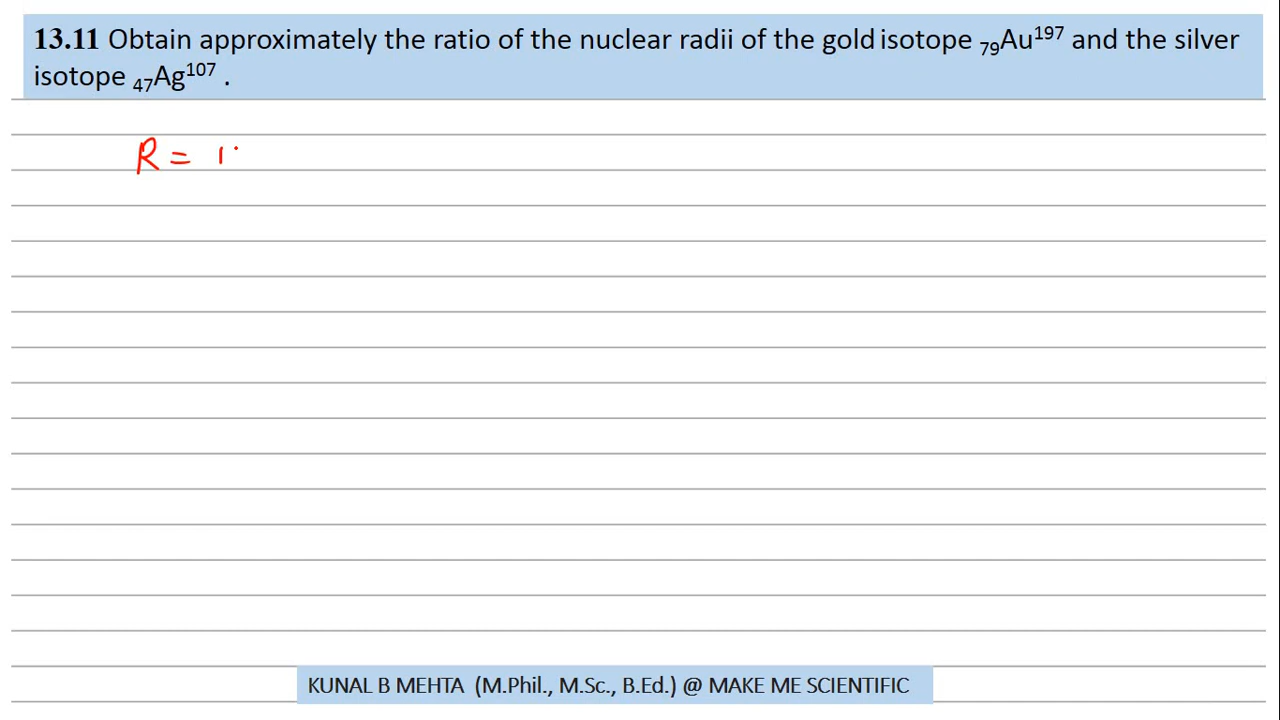 13.11 Obtain approximately the ratio of the nuclear radii of the gold isotope ₇₉Au¹⁹⁷ and the silver
isotope ₄₇Ag¹⁰⁷ .
R =
KUNAL B MEHTA (M.Phil., M.Sc., B.Ed.) @ MAKE ME SCIENTIFIC